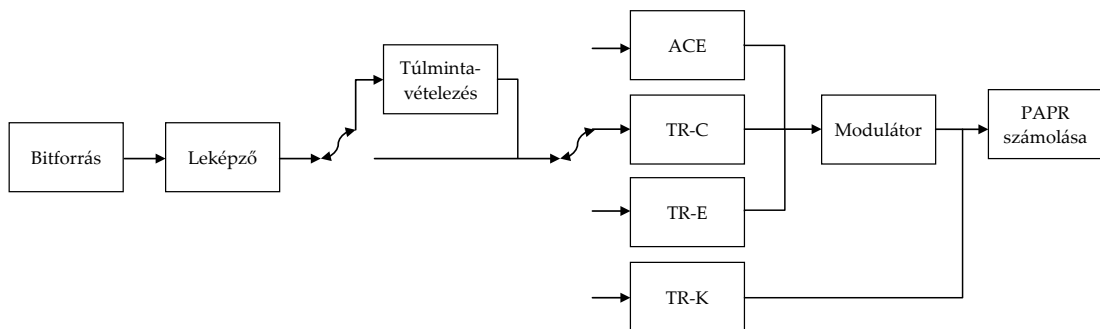 Bitforrás
Leképző
Túlminta-
vételezés
ACE
TR-C
TR-E
TR-K
Modulátor
PAPR
számolása